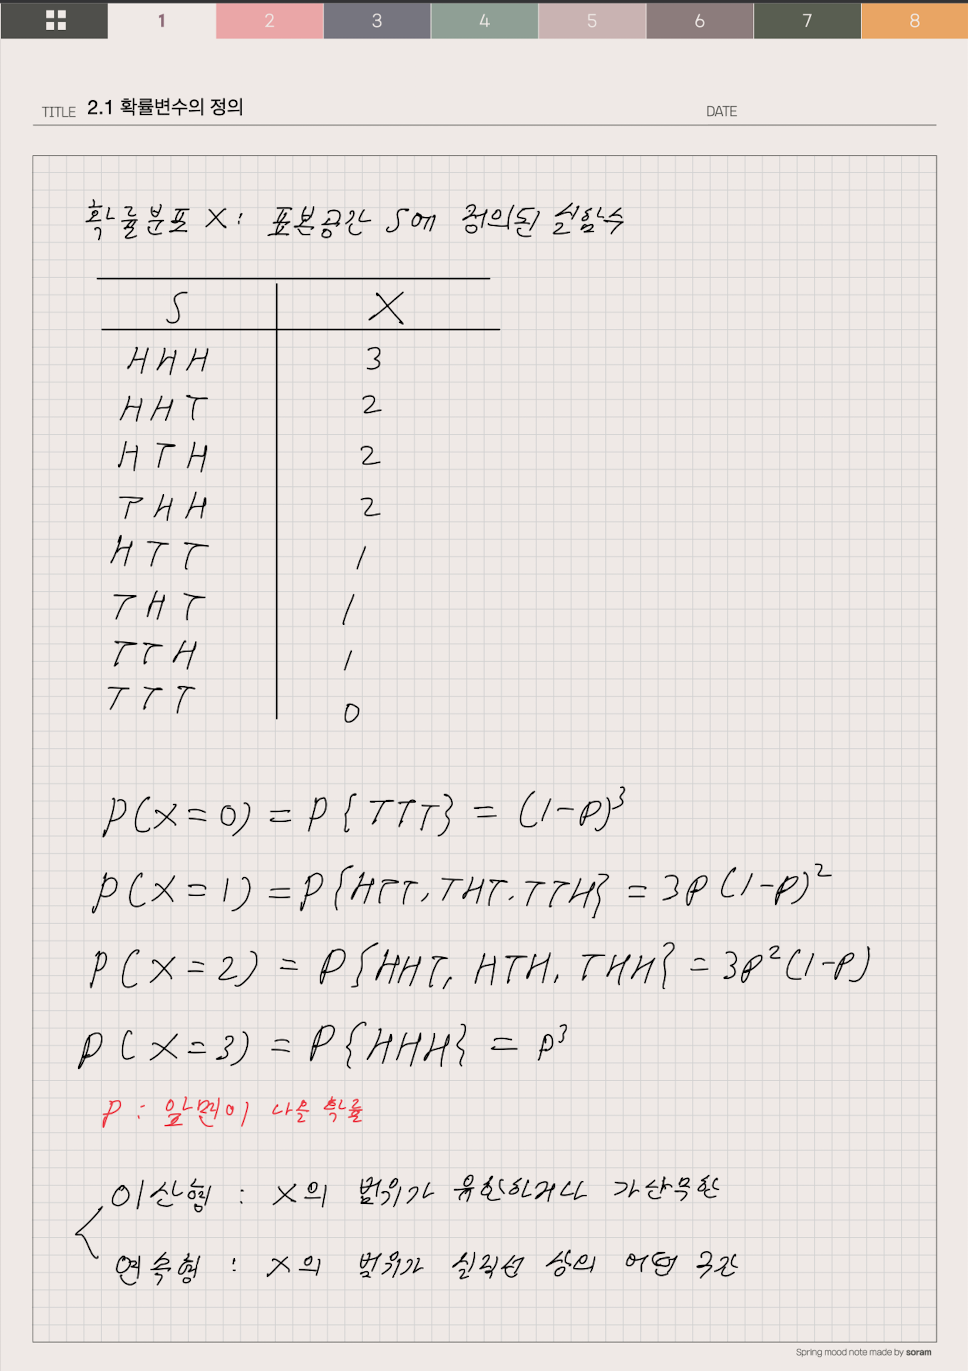 1 2 3 4 5 6 7 8
TITLE 2.1 확률변수의 정의 DATE
확률분포 X : 표본공간 S에 정의된 실함수
S X
HHH 3
HHT 2
HTH 2
THH 2
HTT 1
THT 1
TTH 1
TTT 0
P(X=0) = P{TTT} = (1-P)³
P(X=1) = P{HTT, THT, TTH} = 3P(1-P)²
P(X=2) = P{HHT, HTH, THH} = 3P²(1-P)
P(X=3) = P{HHH} = P³
P : 앞면이 나올 확률
이산형 : X의 범위가 유한하거나 가산무한
연속형 : X의 범위가 실직선 상의 어떤 구간
Spring mood note made by soram